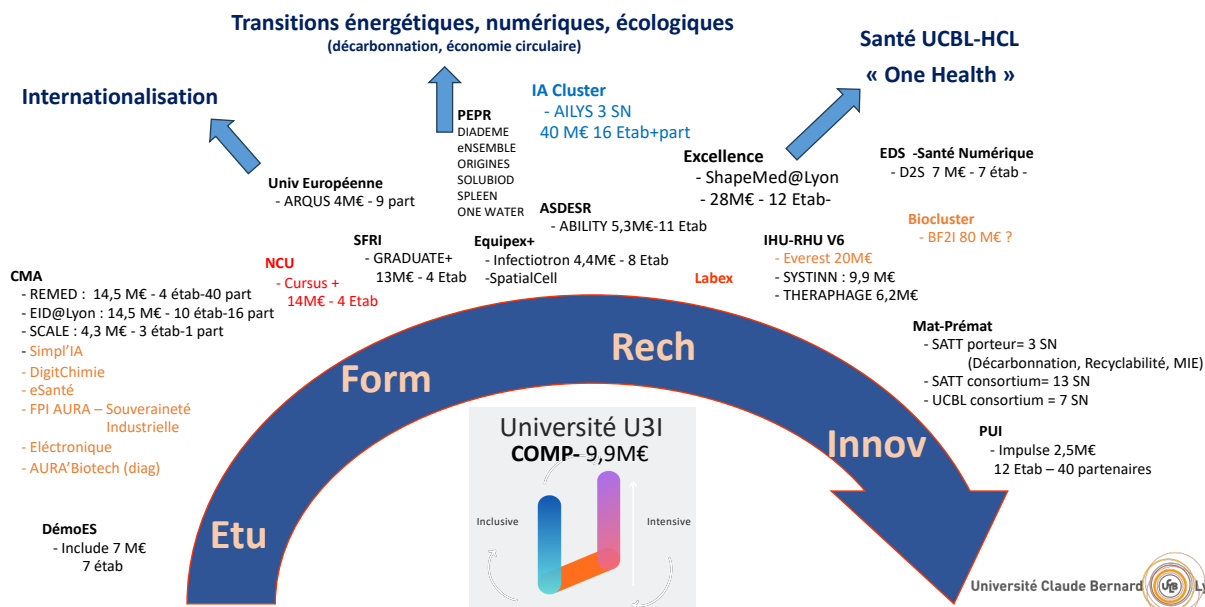 Transitions énergétiques, numériques, écologiques
(décarbonnation, économie circulaire)
Santé UCBL-HCL
« One Health »
Internationalisation
IA Cluster
- AILYS 3 SN
40 M€ 16 Etab+part
PEPR
DIADEME
eNSEMBLE
ORIGINES
SOLUBIOD
SPLEEN
ONE WATER
Excellence
- ShapeMed@Lyon
- 28M€ - 12 Etab-
EDS -Santé Numérique
- D2S 7 M€ - 7 étab -
Univ Européenne
- ARQUS 4M€ - 9 part
ASDESR
- ABILITY 5,3M€-11 Etab
Biocluster
- BF2I 80 M€ ?
SFRI
- GRADUATE+
13M€ - 4 Etab
Equipex+
- Infectiotron 4,4M€ - 8 Etab
-SpatialCell
IHU-RHU V6
- Everest 20M€
- SYSTINN : 9,9 M€
- THERAPHAGE 6,2M€
NCU
- Cursus +
14M€ - 4 Etab
Labex
CMA
- REMED : 14,5 M€ - 4 étab-40 part
- EID@Lyon : 14,5 M€ - 10 étab-16 part
- SCALE : 4,3 M€ - 3 étab-1 part
- Simpl'IA
- DigitChimie
- eSanté
- FPI AURA – Souveraineté
Industrielle
- Eléctronique
- AURA'Biotech (diag)
Mat-Prémat
- SATT porteur= 3 SN
(Décarbonnation, Recyclabilité, MIE)
- SATT consortium= 13 SN
- UCBL consortium = 7 SN
PUI
- Impulse 2,5M€
12 Etab – 40 partenaires
DémoES
- Include 7 M€
7 étab
Etu
Form
Rech
Innov
Université U3I
COMP- 9,9M€
Inclusive
Intensive
Université Claude Bernard
UCB
Ly